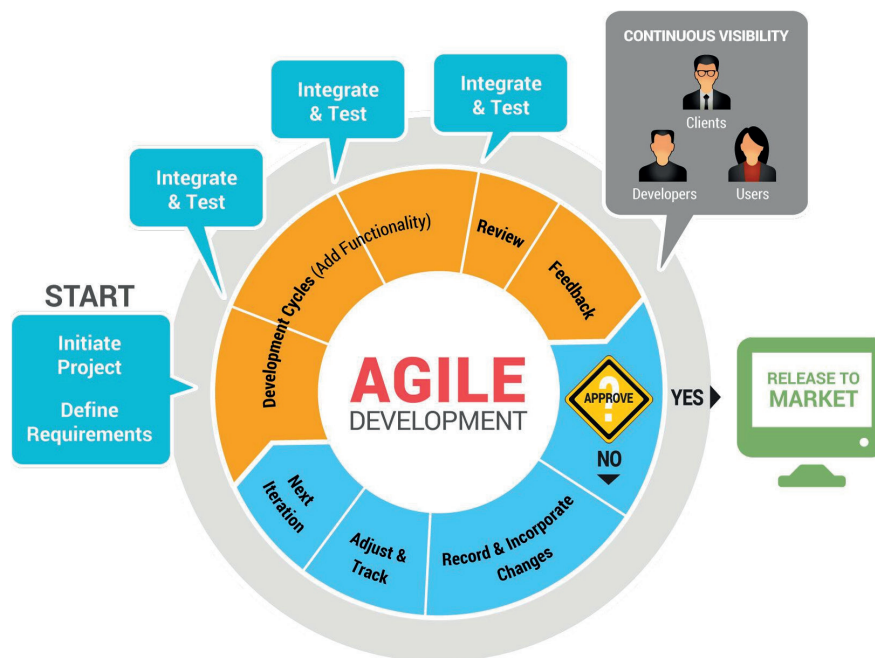 CONTINUOUS VISIBILITY
Clients
Developers
Users
Integrate
& Test
Integrate
& Test
Integrate
& Test
START
Initiate
Project
Define
Requirements
Development Cycles (Add Functionality)
Review
Feedback
AGILE
DEVELOPMENT
?
APPROVE
YES
NO
RELEASE TO
MARKET
Record & Incorporate
Changes
Adjust &
Track
Next
Iteration